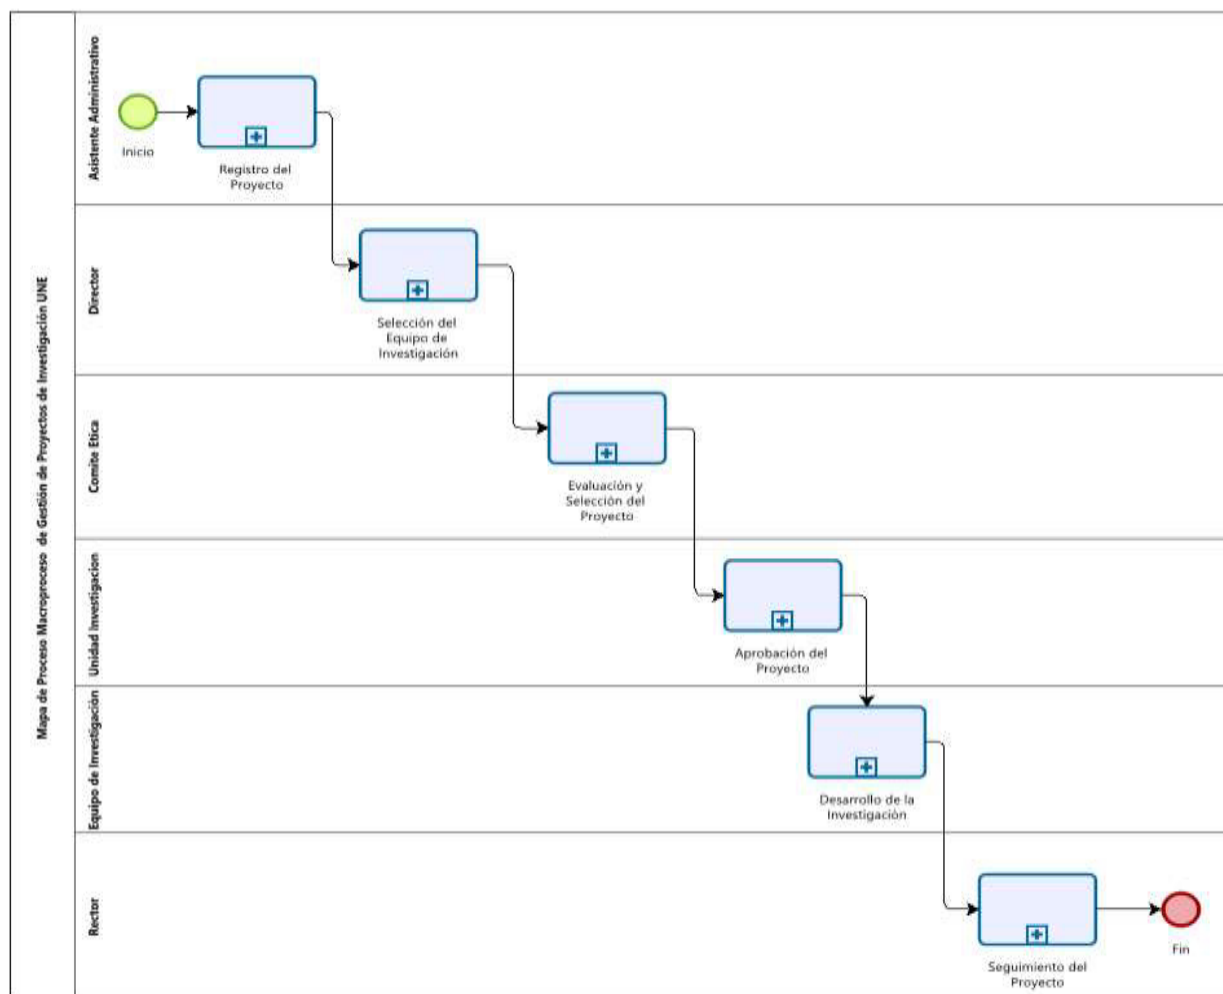 Mapa de Proceso Macroproceso de Gestión de Proyectos de Investigación UNE
Asistente Administrativo
Inicio
Registro del
Proyecto
Director
Selección del
Equipo de
Investigación
Comite Etica
Evaluación y
Selección del
Proyecto
Unidad Investigacion
Aprobación del
Proyecto
Equipo de Investigación
Desarrollo de la
Investigación
Rector
Seguimiento del
Proyecto
Fin